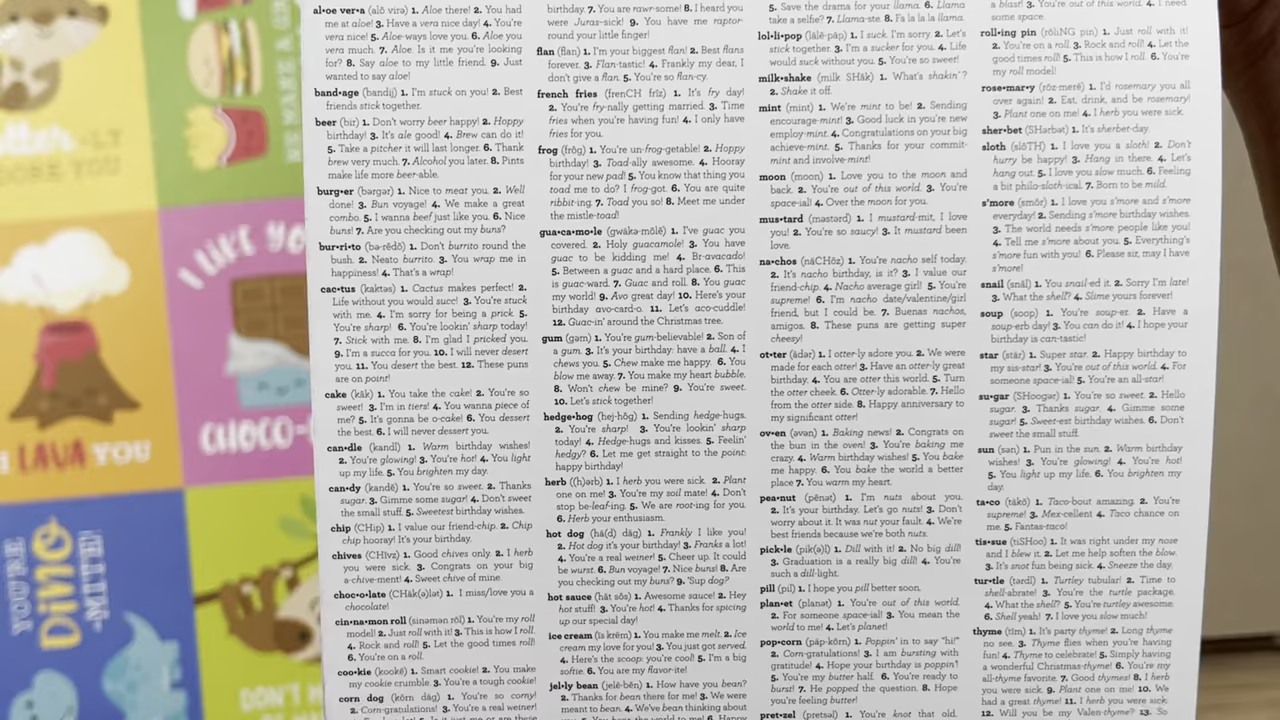 al•oe ver•a (alō virə) 1. Aloe there! 2. You had
me at aloe! 3. Have a vera nice day! 4. You're
vera nice! 5. Aloe-ways love you. 6. Aloe you
vera much. 7. Aloe Is it me you're looking
for? 8. Say aloe to my little friend. 9. Just
wanted to say aloe!
band•age (bandij) 1. I'm stuck on you! 2. Best
friends stick together.
beer (bir) 1. Don't worry beer happy! 2. Hoppy
birthday! 3. It's ale good! 4. Brew can do it!
5. Take a pitcher it will last longer. 6. Thank
brew very much. 7. Alcohol you later. 8. Pints
make life more beer-able.
burg•er (bərgər) 1. Nice to meat you. 2. Well
done! 3. Bun voyage! 4. We make a great
combo. 5. I wanna beef just like you. 6. Nice
buns! 7. Are you checking out my buns?
bur•ri•to (bə-rēdō) 1. Don't burrito round the
bush. 2. Neato burrito 3. You wrap me in
happiness! 4. That's a wrap!
cac•tus (kaktəs) 1. Cactus makes perfect! 2.
Life without you would succ! 3. You're stuck
with me. 4. I'm sorry for being a prick. 5.
You're sharp! 6. You're lookin' sharp today!
7. Stick with me. 8. I'm glad I pricked you.
9. I'm a succa for you. 10. I will never desert
you. 11. You desert the best. 12. These puns
are on point!
cake (kāk) 1. You take the cake! 2. You're so
sweet! 3. I'm in tiers! 4. You wanna piece of
me? 5. It's gonna be o-cake! 6. You dessert
the best. 6. I will never dessert you.
can•dle (kandl) 1. Warm birthday wishes!
2. You're glowing! 3. You're hot! 4. You light
up my life. 5. You brighten my day.
can•dy (kandē) 1. You're so sweet. 2. Thanks
sugar. 3. Gimme some sugar! 4. Don't sweet
the small stuff. 5. Sweetest birthday wishes.
chip (CHip) 1. I value our friend-chip. 2. Chip
chip hooray! It's your birthday.
chives (CHīvz) 1. Good chives only. 2. I herb
you were sick. 3. Congrats on your big
a-chive-ment! 4. Sweet chive of mine.
choc•o•late (CHäk(ə)lət) 1. I miss/love you a
chocolate!
cin•na•mon roll (sinəmən rōl) 1. You're my roll
model! 2. Just roll with it! 3. This is how I roll.
4. Rock and roll! 5. Let the good times roll!
6. You're on a roll.
coo•kie (kookē) 1. Smart cookie! 2. You make
my cookie crumble. 3. You're a tough cookie!
corn dog (kôrn däg) 1. You're so corny!
2. Corn-gratulations! 3. You're a real weiner!
birthday. 7. You are rawr-some! 8. I heard you
were Juras-sick! 9. You have me raptor-
round your little finger!
flan (flan) 1. I'm your biggest flan! 2. Best flans
forever. 3. Flan-tastic! 4. Frankly my dear, I
don't give a flan. 5. You're so flan-cy.
french fries (frenCH frīz) 1. It's fry day!
2. You're fry-nally getting married. 3. Time
fries when you're having fun! 4. I only have
fries for you.
frog (frôg) 1. You're un-frog-getable! 2. Hoppy
birthday! 3. Toad-ally awesome. 4. Hooray
for your new pad! 5. You know that thing you
toad me to do? I frog-got. 6. You are quite
ribbit-ing. 7. Toad you so! 8. Meet me under
the mistle-toad!
gua•ca•mo•le (gwäkə-mōlē) 1. I've guac you
covered. 2. Holy guacamole! 3. You have
guac to be kidding me! 4. Br-avacado!
5. Between a guac and a hard place. 6. This
is guac-ward. 7. Guac and roll. 8. You guac
my world! 9. Avo great day! 10. Here's your
birthday avo-card-o. 11. Let's aco-cuddle!
12. Guac-in' around the Christmas tree.
gum (gəm) 1. You're gum-believable! 2. Son of
a gum. 3. It's your birthday: have a ball. 4. I
chews you. 5. Chew make me happy. 6. You
blow me away. 7. You make my heart bubble.
8. Won't chew be mine? 9. You're sweet.
10. Let's stick together!
hedge•hog (hej-hôg) 1. Sending hedge-hugs.
2. You're sharp! 3. You're lookin' sharp
today! 4. Hedge-hugs and kisses. 5. Feelin'
hedgy? 6. Let me get straight to the point:
happy birthday!
herb ((h)ərb) 1. I herb you were sick. 2. Plant
one on me! 3. You're my soil mate! 4. Don't
stop be-leaf-ing. 5. We are root-ing for you.
6. Herb your enthusiasm.
hot dog (hä(t) däg) 1. Frankly I like you!
2. Hot dog it's your birthday! 3. Franks a lot!
4. You're a real weiner! 5. Cheer up. It could
be wurst. 6. Bun voyage! 7. Nice buns! 8. Are
you checking out my buns? 9. 'Sup dog?
hot sauce (hät sôs) 1. Awesome sauce! 2. Hey
hot stuff! 3. You're hot! 4. Thanks for spicing
up our special day!
ice cream (īs krēm) 1. You make me melt. 2. Ice
cream my love for you! 3. You just got served.
4. Here's the scoop: you're cool! 5. I'm a big
softie. 6. You are my flavor-ite!
jel•ly bean (jelē-bēn) 1. How have you bean?
2. Thanks for bean there for me! 3. We were
meant to bean. 4. We've bean thinking about
5. Save the drama for your llama. 6. Llama
take a selfie? 7. Llama-ste. 8. Fa la la la llama.
lol•li•pop (lälē-päp) 1. I suck. I'm sorry. 2. Let's
stick together. 3. I'm a sucker for you. 4. Life
would suck without you. 5. You're so sweet!
milk•shake (milk SHāk) 1. What's shakin'?
2. Shake it off.
mint (mint) 1. We're mint to be! 2. Sending
encourage-mint! 3. Good luck in you're new
employ-mint. 4. Congratulations on your big
achieve-mint. 5. Thanks for your commit-
mint and involve-mint!
moon (moon) 1. Love you to the moon and
back. 2. You're out of this world. 3. You're
space-ial! 4. Over the moon for you.
mus•tard (məstərd) 1. I mustard-mit, I love
you! 2. You're so saucy! 3. It mustard been
love.
na•chos (näCHōz) 1. You're nacho self today.
2. It's nacho birthday, is it? 3. I value our
friend-chip. 4. Nacho average girl! 5. You're
supreme! 6. I'm nacho date/valentine/girl
friend, but I could be. 7. Buenas nachos,
amigos. 8. These puns are getting super
cheesy!
ot•ter (ädər) 1. I otter-ly adore you. 2. We were
made for each otter! 3. Have an otter-ly great
birthday. 4. You are otter this world. 5. Turn
the otter cheek. 6. Otter-ly adorable. 7. Hello
from the otter side. 8. Happy anniversary to
my significant otter!
ov•en (əvən) 1. Baking news! 2. Congrats on
the bun in the oven! 3. You're baking me
crazy. 4. Warm birthday wishes! 5. You bake
me happy. 6. You bake the world a better
place 7. You warm my heart.
pea•nut (pēnət) 1. I'm nuts about you.
2. You're the shell. 2. Let's go nuts! 3. Don't
worry about it. It was nut your fault. 4. We're
best friends because we're both nuts.
pick•le (pik(ə)l) 1. Dill with it! 2. No big dill!
3. Graduation is a really big dill! 4. You're
such a dill-light.
pill (pil) 1. I hope you pill better soon.
plan•et (planət) 1. You're out of this world.
2. For someone space-ial! 3. You mean the
world to me! 4. Let's planet!
pop•corn (päp-kôrn) 1. Poppin' in to say "hi!"
2. Corn-gratulations! 3. I am bursting with
gratitude! 4. Hope your birthday is poppin'!
5. You're my butter half. 6. You're ready to
burst! 7. He popped the question. 8. Hope
you're feeling butter!
pret•zel (pretsəl) 1. You're knot that old.
a blast! 3. You're out of this world. 4. I need
some space.
roll•ing pin (rōliNG pin) 1. Just roll with it!
2. You're on a roll. 3. Rock and roll! 4. Let the
good times roll! 5. This is how I roll. 6. You're
my roll model!
rose•mar•y (rōz-merē) 1. I'd rosemary you all
over again! 2. Eat, drink, and be rosemary!
3. Plant one on me! 4. I herb you were sick.
sher•bet (SHərbət) 1. It's sherbet-day.
sloth (slôTH) 1. I love you a sloth! 2. Don't
hurry be happy! 3. Hang in there. 4. Let's
hang out. 5. I love you slow much. 6. Feeling
a bit philo-sloth-ical. 7. Born to be mild.
s'more (smôr) 1. I love you s'more and s'more
everyday! 2. Sending s'more birthday wishes.
3. The world needs s'more people like you!
4. Tell me s'more about you. 5. Everything's
s'more fun with you! 6. Please sir, may I have
s'more!
snail (snāl) 1. You snail-ed it. 2. Sorry I'm late!
3. What the shell? 4. Slime yours forever!
soup (soop) 1. You're soup-er. 2. Have a
soup-erb day! 3. You can do it! 4. I hope your
birthday is can-tastic!
star (stär) 1. Super star. 2. Happy birthday to
my sis-star! 3. You're out of this world. 4. For
someone space-ial! 5. You're an all-star!
su•gar (SHoogər) 1. You're so sweet. 2. Hello
sugar. 3. Thanks sugar. 4. Gimme some
sugar! 5. Sweet-est birthday wishes. 6. Don't
sweet the small stuff.
sun (sən) 1. Pun in the sun. 2. Warm birthday
wishes! 3. You're glowing! 4. You're hot!
5. You light up my life. 6. You brighten my
day.
ta•co (täkō) 1. Taco-bout amazing. 2. You're
supreme! 3. Mex-cellent 4. Taco chance on
me. 5. Fantas-taco!
tis•sue (tiSHoo) 1. It was right under my nose
and I blew it. 2. Let me help soften the blow.
3. It's snot fun being sick. 4. Sneeze the day.
tur•tle (tərdl) 1. Turtley tubular! 2. Time to
shell-abrate! 3. You're the turtle package.
4. What the shell? 5. You're turtley awesome.
6. Shell yeah! 7. I love you slow much!
thyme (tīm) 1. It's party thyme! 2. Long thyme
no see. 3. Thyme flies when you're having
fun! 4. Thyme to celebrate! 5. Simply having
a wonderful Christmas-thyme! 6. You're my
all-thyme favorite. 7. Good thymes! 8. I herb
you were sick. 9. Plant one on me! 10. We
had a great thyme! 11. I herb you were sick.
12. Will you be my Valen-thyme? 13. So
-LY
I LIKE YO
CHOCO-
LAVA YOU
YOU'RE
DINO
MITE!
DON'T